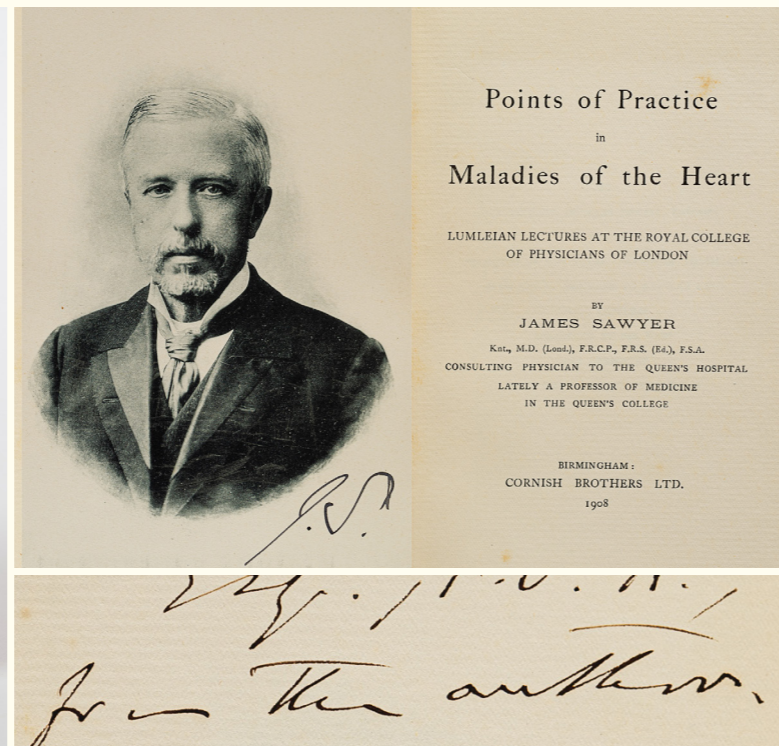 Points of Practice
in
Maladies of the Heart
LUMLEIAN LECTURES AT THE ROYAL COLLEGE
OF PHYSICIANS OF LONDON
BY
JAMES SAWYER
Knt., M.D. (Lond.), F.R.C.P., F.R.S. (Ed.), F.S.A.
CONSULTING PHYSICIAN TO THE QUEEN'S HOSPITAL
LATELY A PROFESSOR OF MEDICINE
IN THE QUEEN'S COLLEGE
BIRMINGHAM:
CORNISH BROTHERS LTD.
1908
J.S.
from the author.